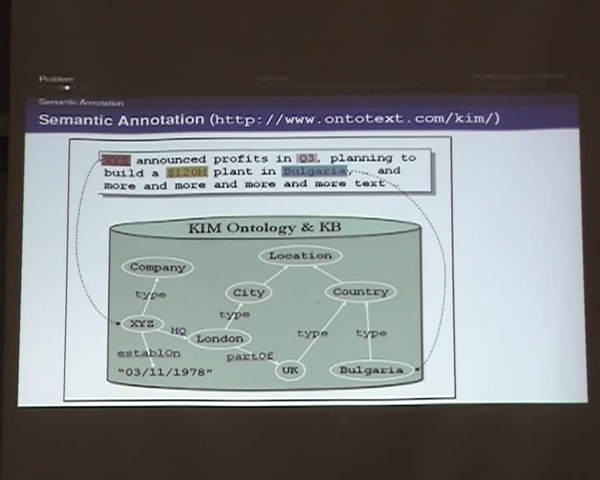 Problem
Semantic Annotation
Semantic Annotation (http://www.ontotext.com/kim/)
XYZ announced profits in Q3, planning to
build a $120M plant in Bulgaria, and
more and more and more and more text
KIM Ontology & KB
Location
Company
City
Country
type
type
XYZ
HQ
London
type
type
establOn
partOf
"03/11/1978"
UK
Bulgaria